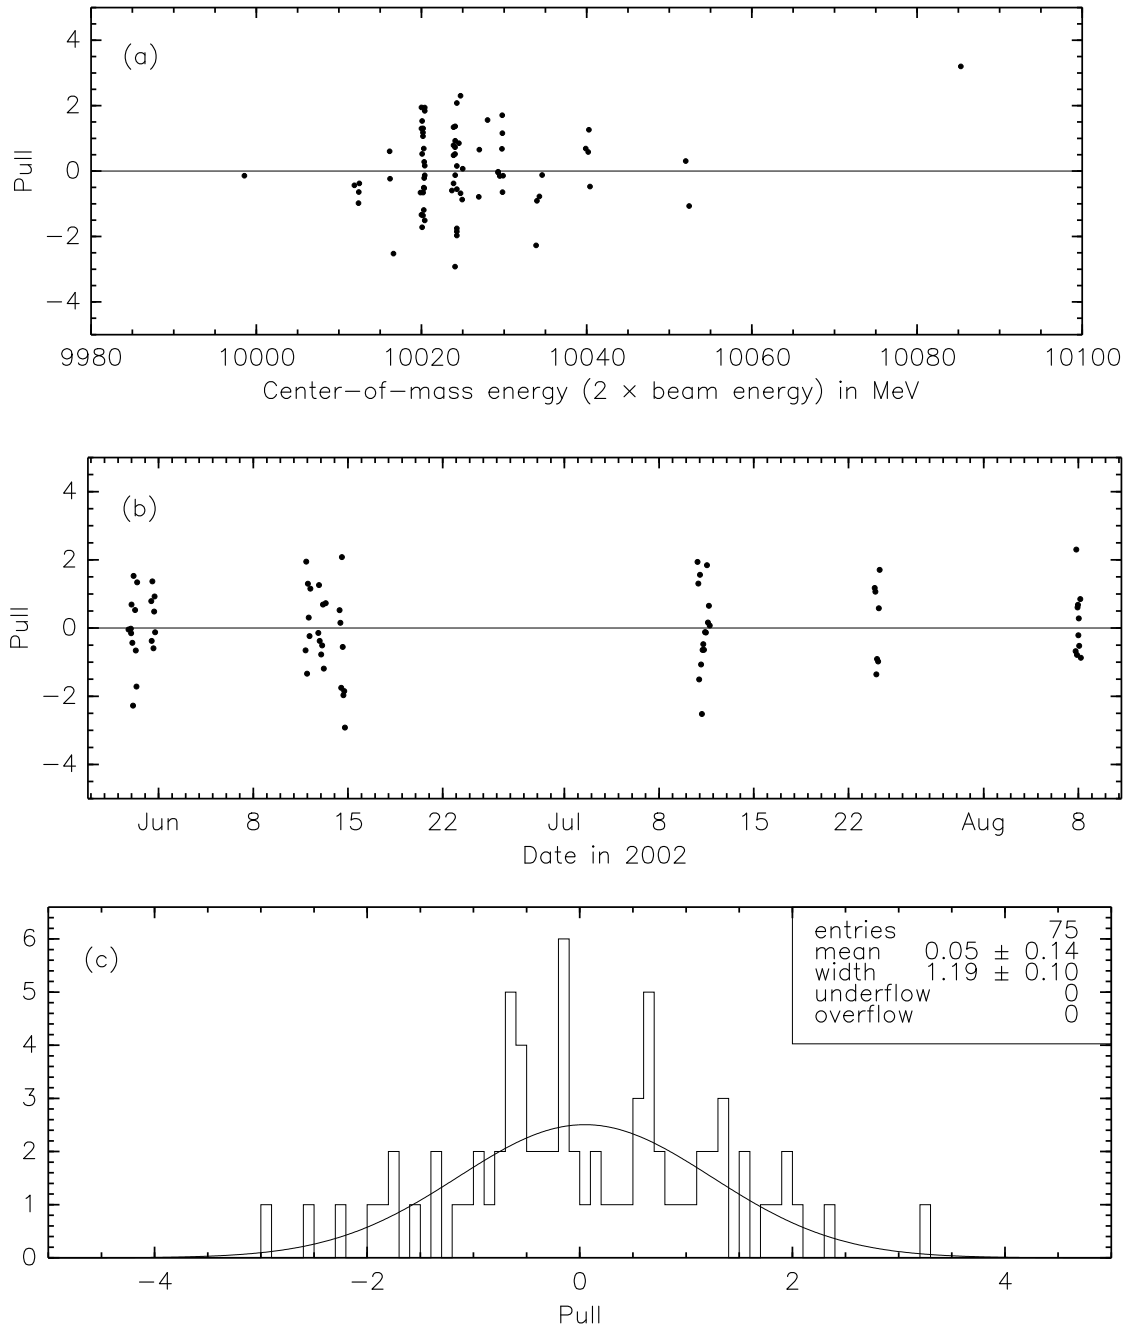 4
2
0
−2
−4
Pull
(a)
9980 10000 10020 10040 10060 10080 10100
Center−of−mass energy (2 × beam energy) in MeV
4
2
0
−2
−4
Pull
(b)
Jun 8 15 22 Jul 8 15 22 Aug 8
Date in 2002
6
5
4
3
2
1
0
(c)
entries 75
mean 0.05 ± 0.14
width 1.19 ± 0.10
underflow 0
overflow 0
−4 −2 0 2 4
Pull